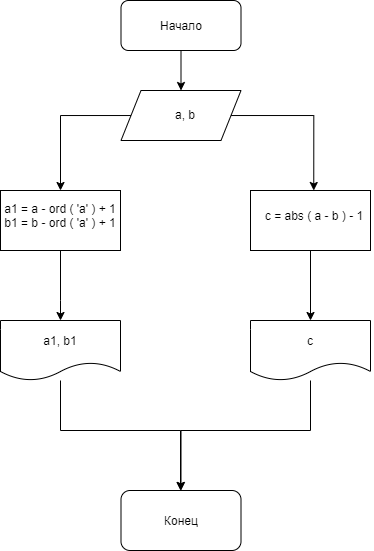 Начало
a, b
a1 = a - ord ( 'a' ) + 1
b1 = b - ord ( 'a' ) + 1
c = abs ( a - b ) - 1
a1, b1
c
Конец